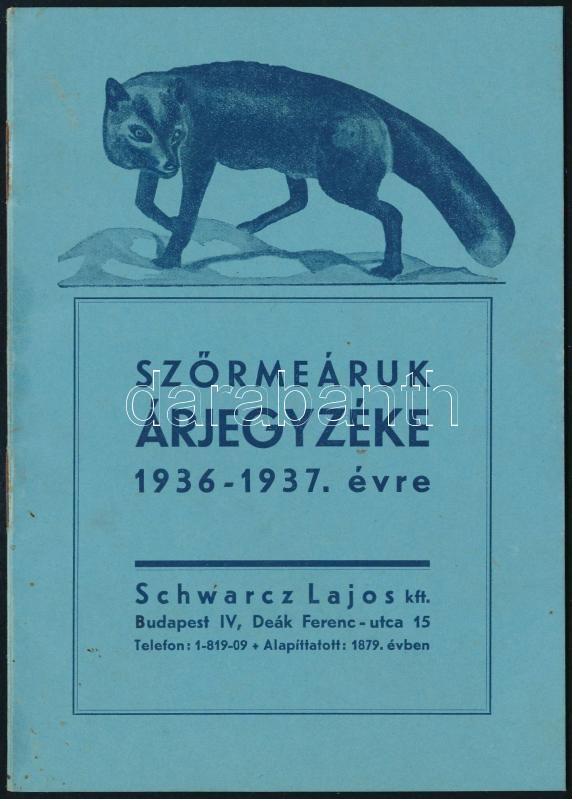 SZŐRMEÁRUK
darabanth
ÁRJEGYZÉKE
1936-1937. évre
Schwarcz Lajos kft.
Budapest IV, Deák Ferenc-utca 15
Telefon: 1-819-09 + Alapíttatott: 1879. évben